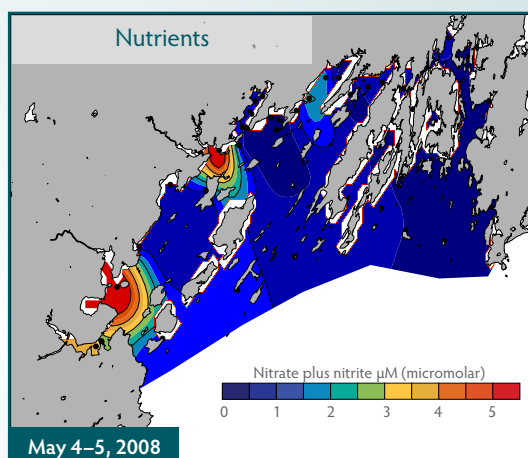 Nutrients
Nitrate plus nitrite µM (micromolar)
0 1 2 3 4 5
May 4–5, 2008